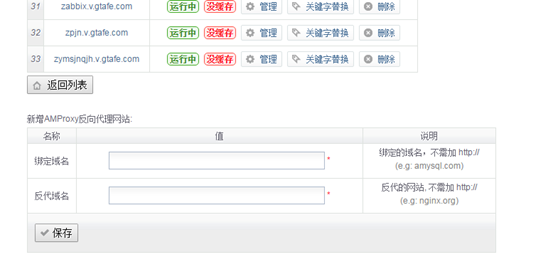 31 zabbix.v.gtafe.com 运行中 没缓存 管理 关键字替换 删除
32 zpjn.v.gtafe.com 运行中 没缓存 管理 关键字替换 删除
33 zymsjnqjh.v.gtafe.com 运行中 没缓存 管理 关键字替换 删除
返回列表
新增AMProxy反向代理网站:
名称 值 说明
绑定域名 * 绑定的域名，不需加 http://
(e.g: amysql.com)
反代域名 * 反代的网站, 不需加 http://
(e.g: nginx.org)
保存